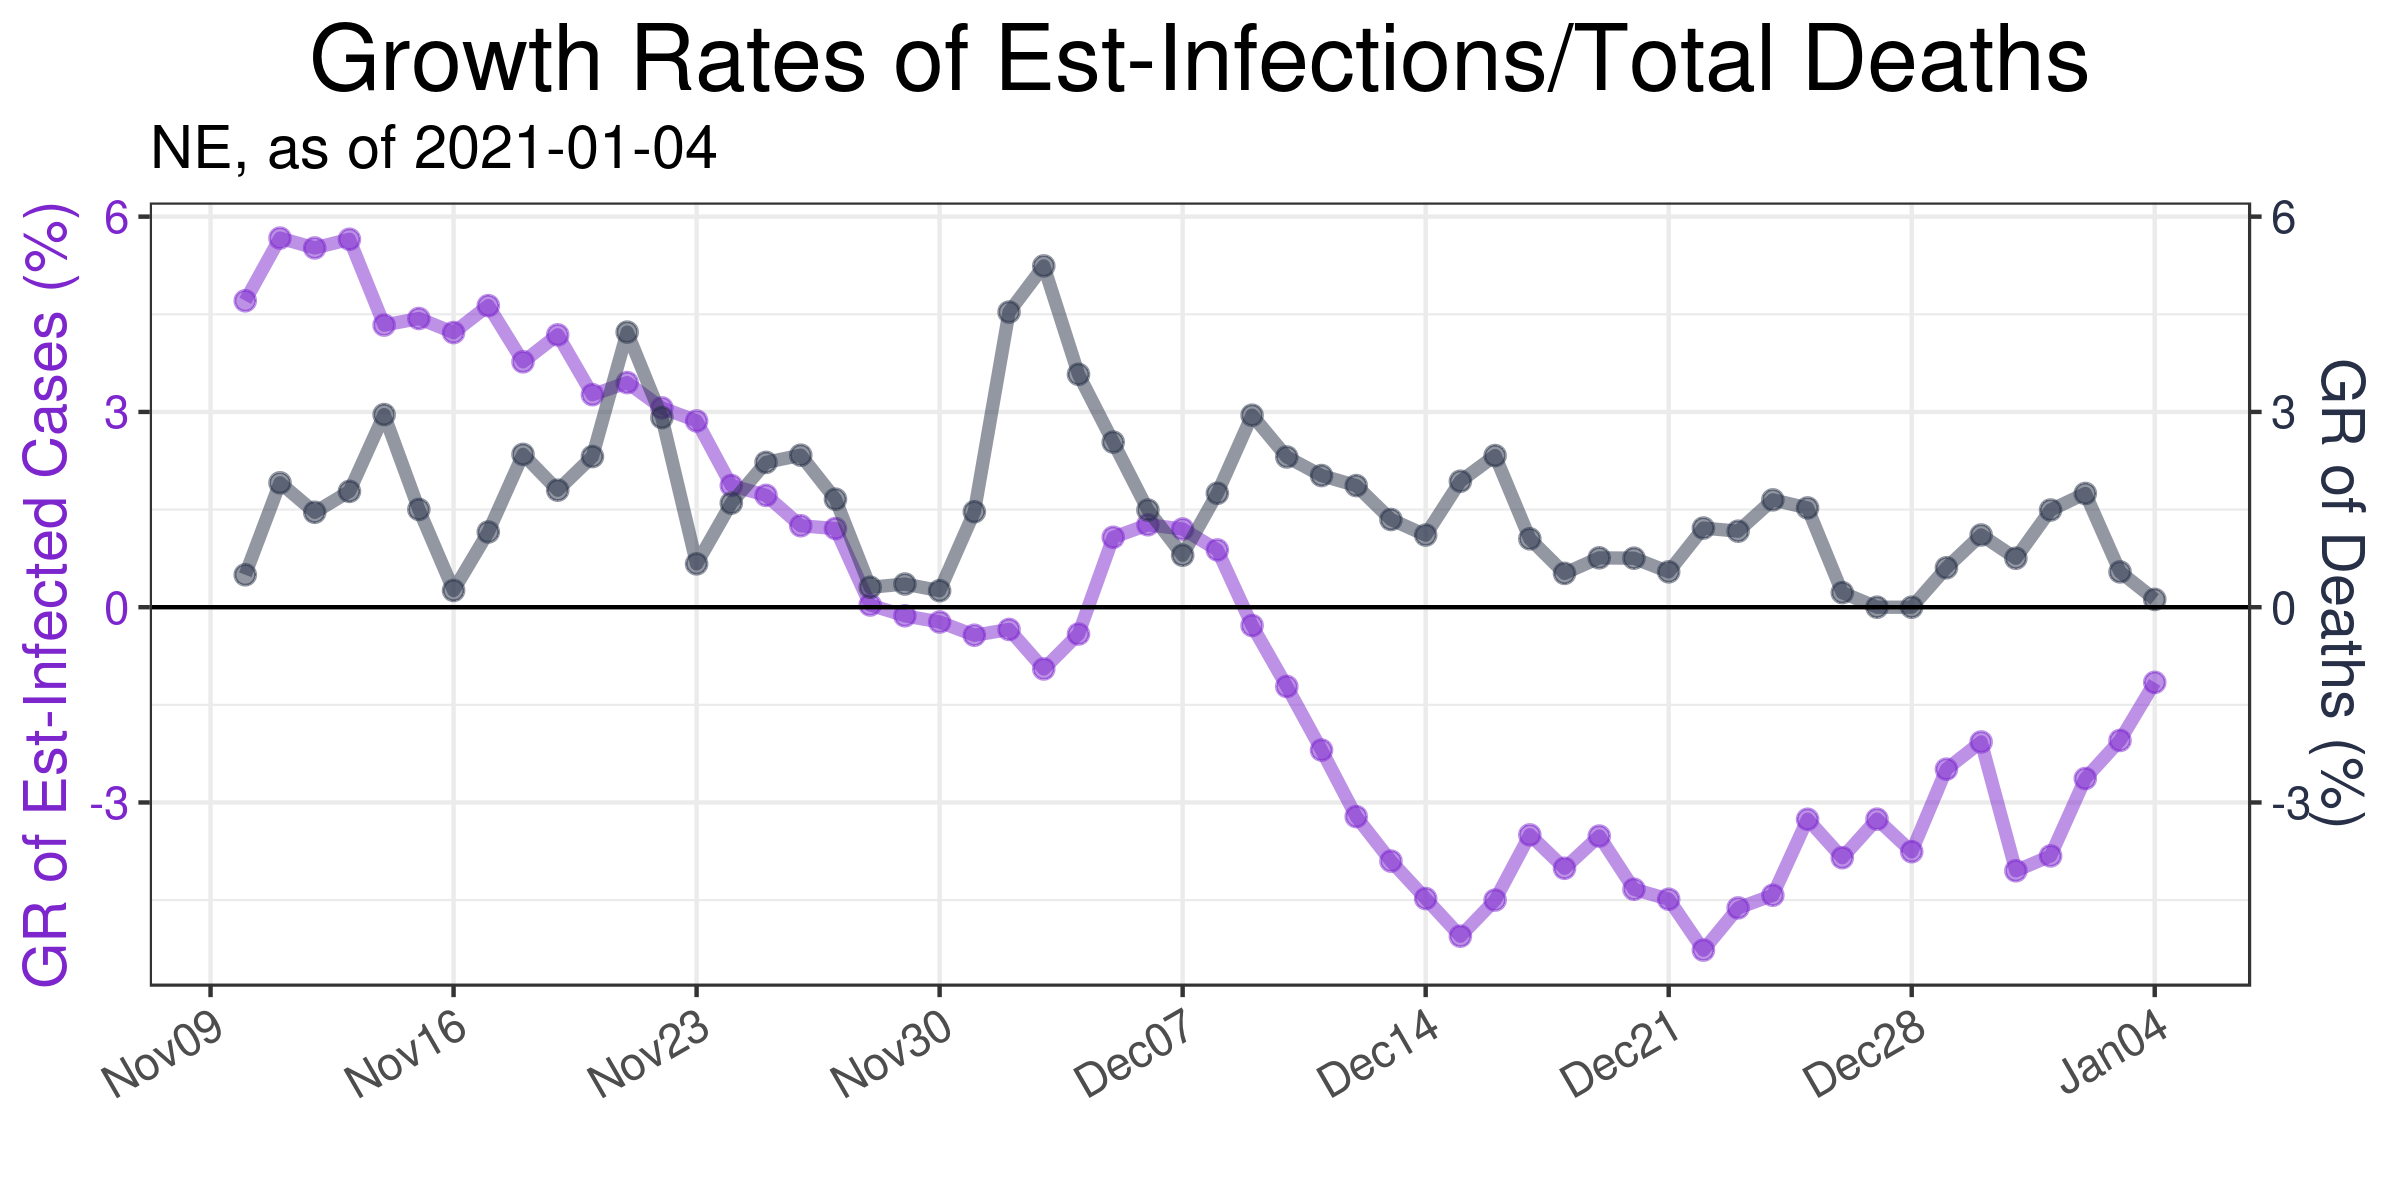 Growth Rates of Est-Infections/Total Deaths
NE, as of 2021-01-04
GR of Est-Infected Cases (%)
6
3
0
-3
6
3
0
-3
GR of Deaths (%)
Nov09
Nov16
Nov23
Nov30
Dec07
Dec14
Dec21
Dec28
Jan04